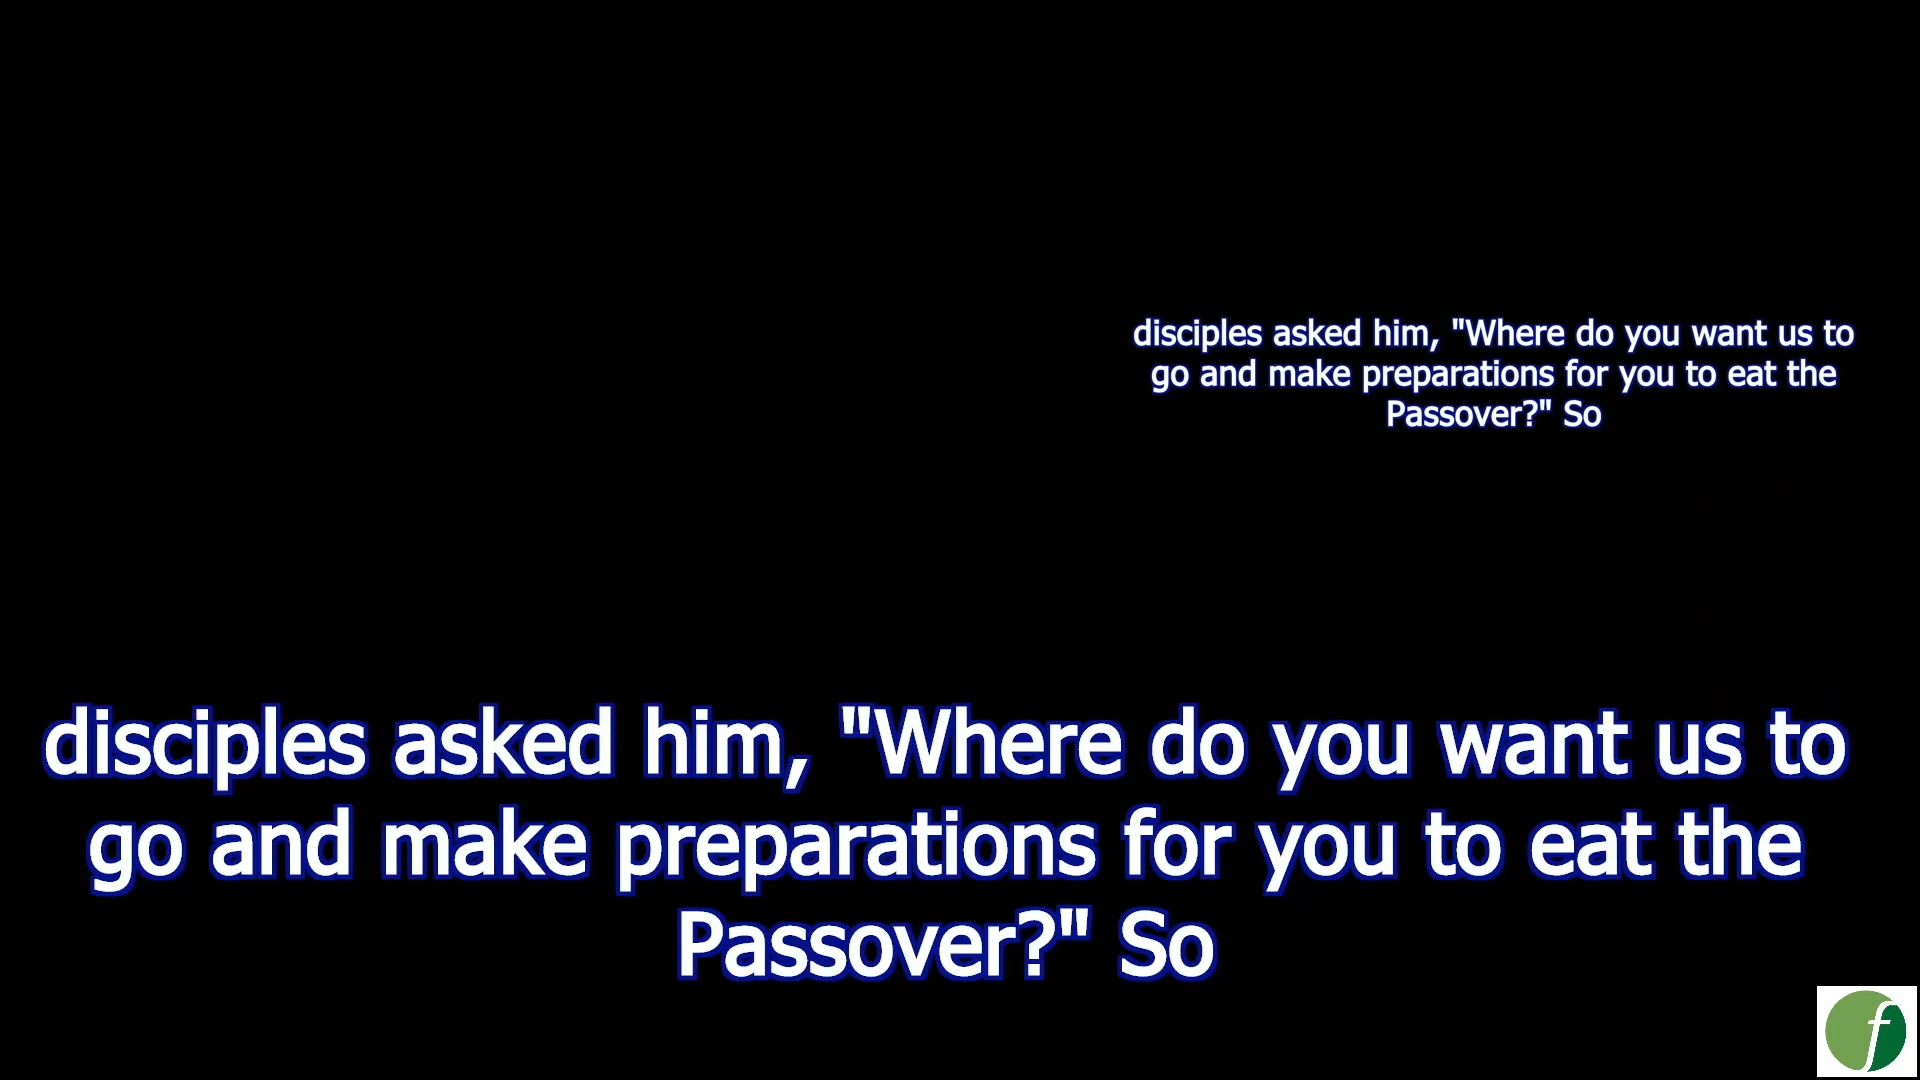 disciples asked him, "Where do you want us to
go and make preparations for you to eat the
Passover?" So
disciples asked him, "Where do you want us to
go and make preparations for you to eat the
Passover?" So
f